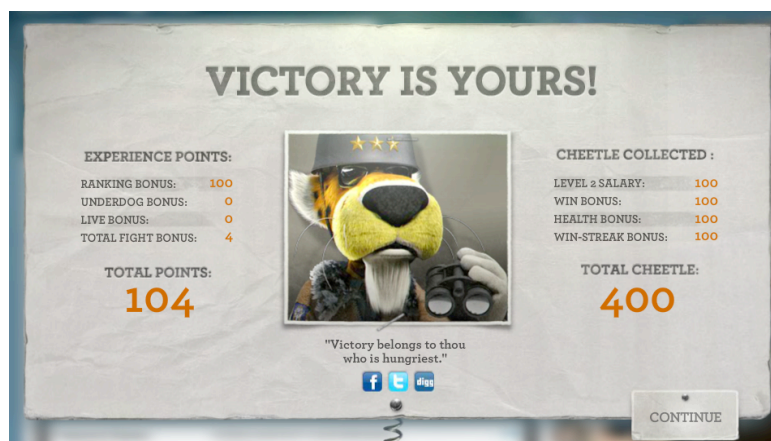 VICTORY IS YOURS!
EXPERIENCE POINTS:
RANKING BONUS: 100
UNDERDOG BONUS: 0
LIVE BONUS: 0
TOTAL FIGHT BONUS: 4
TOTAL POINTS:
104
CHEETLE COLLECTED :
LEVEL 2 SALARY: 100
WIN BONUS: 100
HEALTH BONUS: 100
WIN-STREAK BONUS: 100
TOTAL CHEETLE:
400
"Victory belongs to thou
who is hungriest."
f t digg
CONTINUE